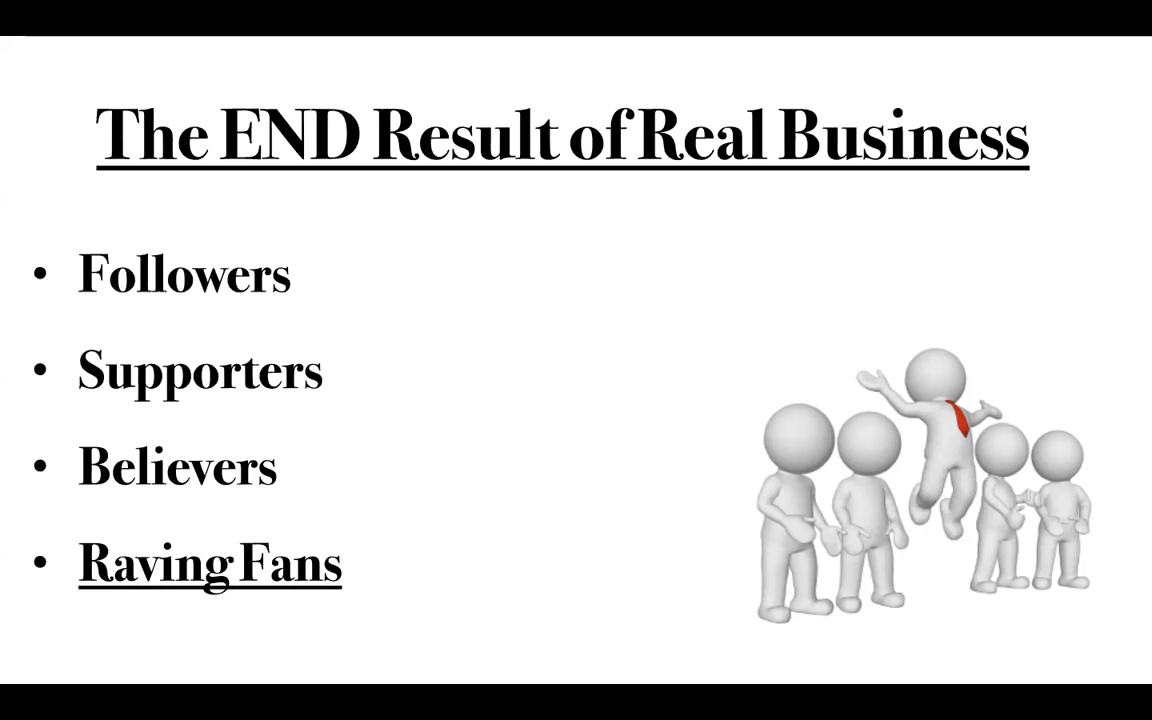 The END Result of Real Business
• Followers
• Supporters
• Believers
• Raving Fans